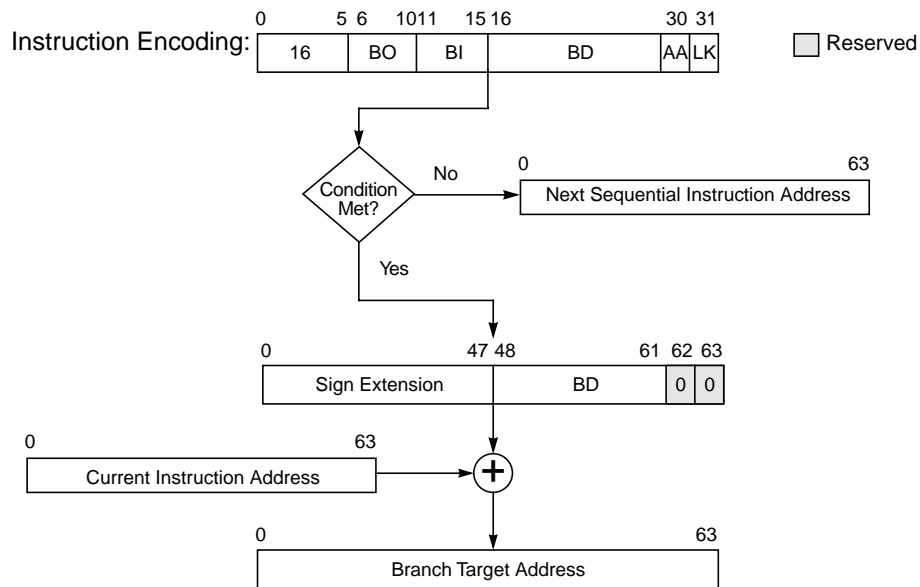 0 5 6 10 11 15 16 30 31
Instruction Encoding: 16 BO BI BD AA LK Reserved
Condition Met?
No
0 63
Next Sequential Instruction Address
Yes
0 47 48 61 62 63
Sign Extension BD 0 0
0 63
Current Instruction Address
+
0 63
Branch Target Address